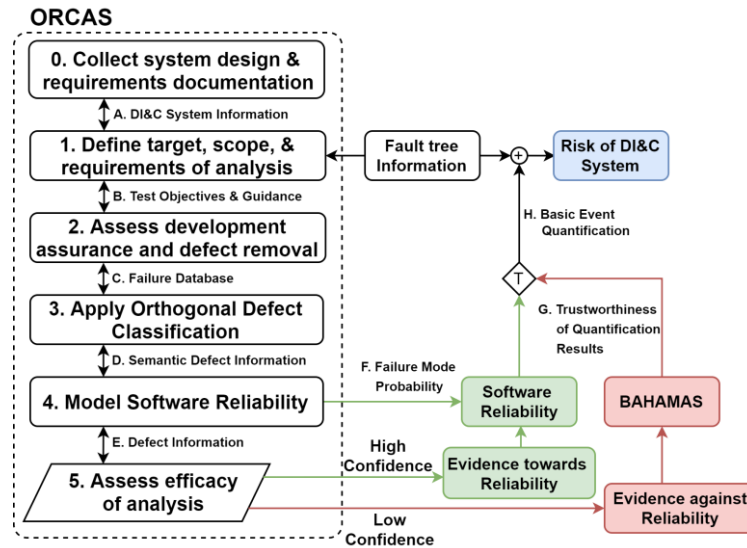 ORCAS
0. Collect system design &
requirements documentation
A. DI&C System Information
1. Define target, scope, &
requirements of analysis
Fault tree
Information
+
Risk of DI&C
System
B. Test Objectives & Guidance
H. Basic Event
Quantification
2. Assess development
assurance and defect removal
C. Failure Database
T
3. Apply Orthogonal Defect
Classification
G. Trustworthiness
of Quantification
Results
D. Semantic Defect Information
F. Failure Mode
Probability
4. Model Software Reliability
Software
Reliability
BAHAMAS
E. Defect Information
High
Confidence
Evidence towards
Reliability
5. Assess efficacy
of analysis
Low
Confidence
Evidence against
Reliability